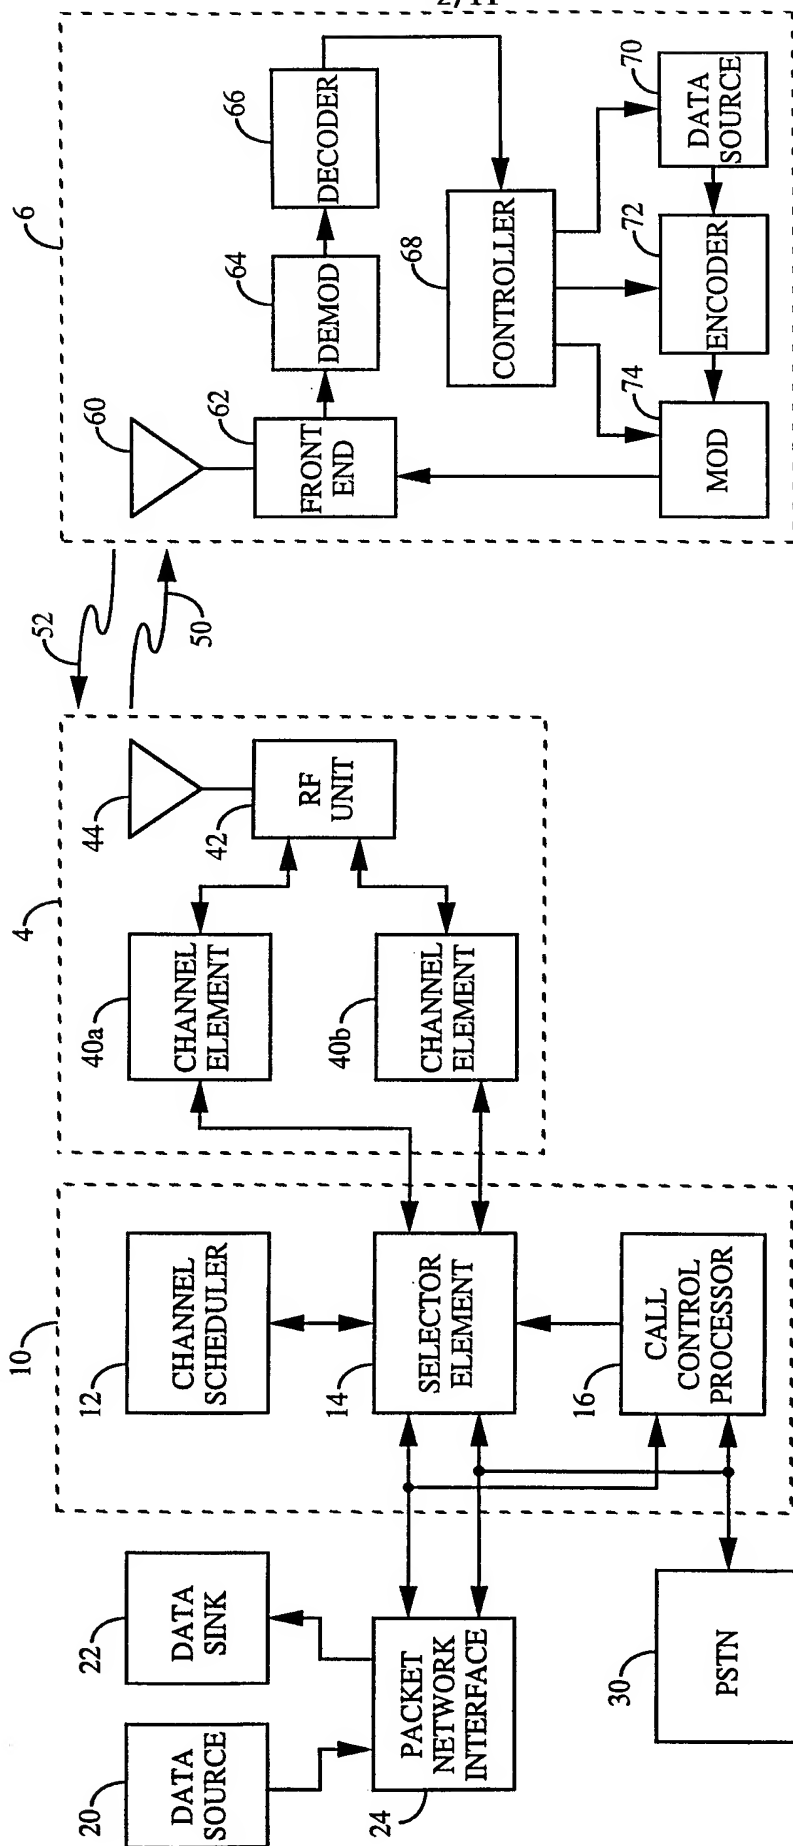 2/11
20
DATA
SOURCE
22
DATA
SINK
24
PACKET
NETWORK
INTERFACE
30
PSTN
10
12
CHANNEL
SCHEDULER
14
SELECTOR
ELEMENT
16
CALL
CONTROL
PROCESSOR
4
40a
CHANNEL
ELEMENT
40b
CHANNEL
ELEMENT
44
42
RF
UNIT
52
50
6
60
62
FRONT
END
64
DEMOD
66
DECODER
68
CONTROLLER
70
DATA
SOURCE
72
ENCODER
74
MOD